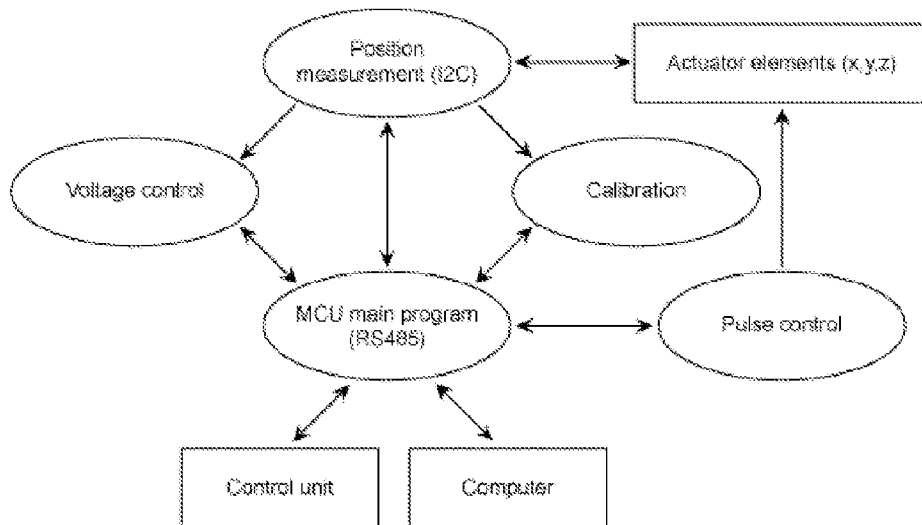 Position
measurement (I2C)
Actuator elements (x,y,z)
Voltage control
Calibration
MCU main program
(RS485)
Pulse control
Control unit
Computer